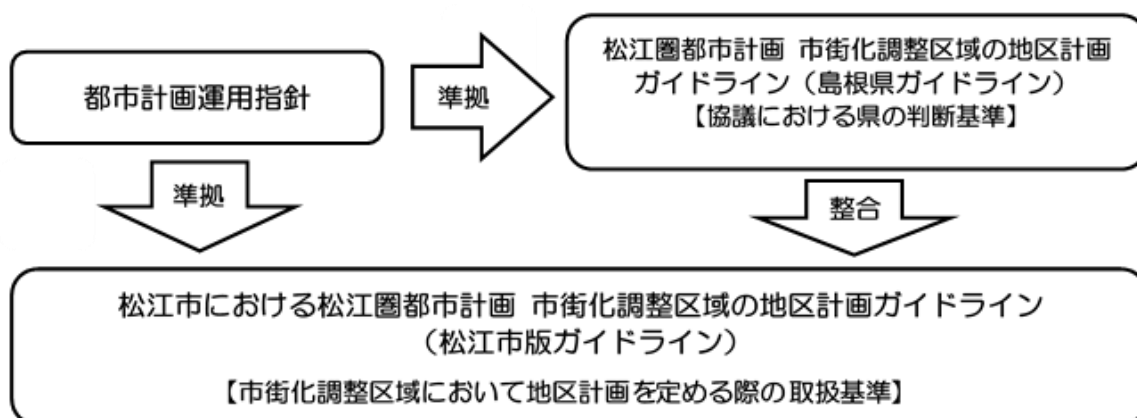 都市計画運用指針
準拠
松江圏都市計画 市街化調整区域の地区計画
ガイドライン（島根県ガイドライン）
【協議における県の判断基準】
準拠
整合
松江市における松江圏都市計画 市街化調整区域の地区計画ガイドライン
（松江市版ガイドライン）
【市街化調整区域において地区計画を定める際の取扱基準】